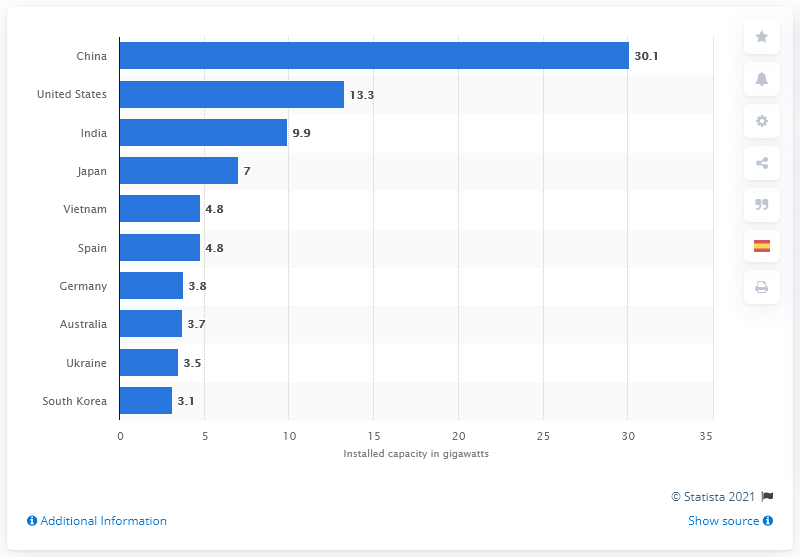 China 30.1
United States 13.3
India 9.9
Japan 7
Vietnam 4.8
Spain 4.8
Germany 3.8
Australia 3.7
Ukraine 3.5
South Korea 3.1
0 5 10 15 20 25 30 35
Installed capacity in gigawatts
© Statista 2021
Additional Information Show source